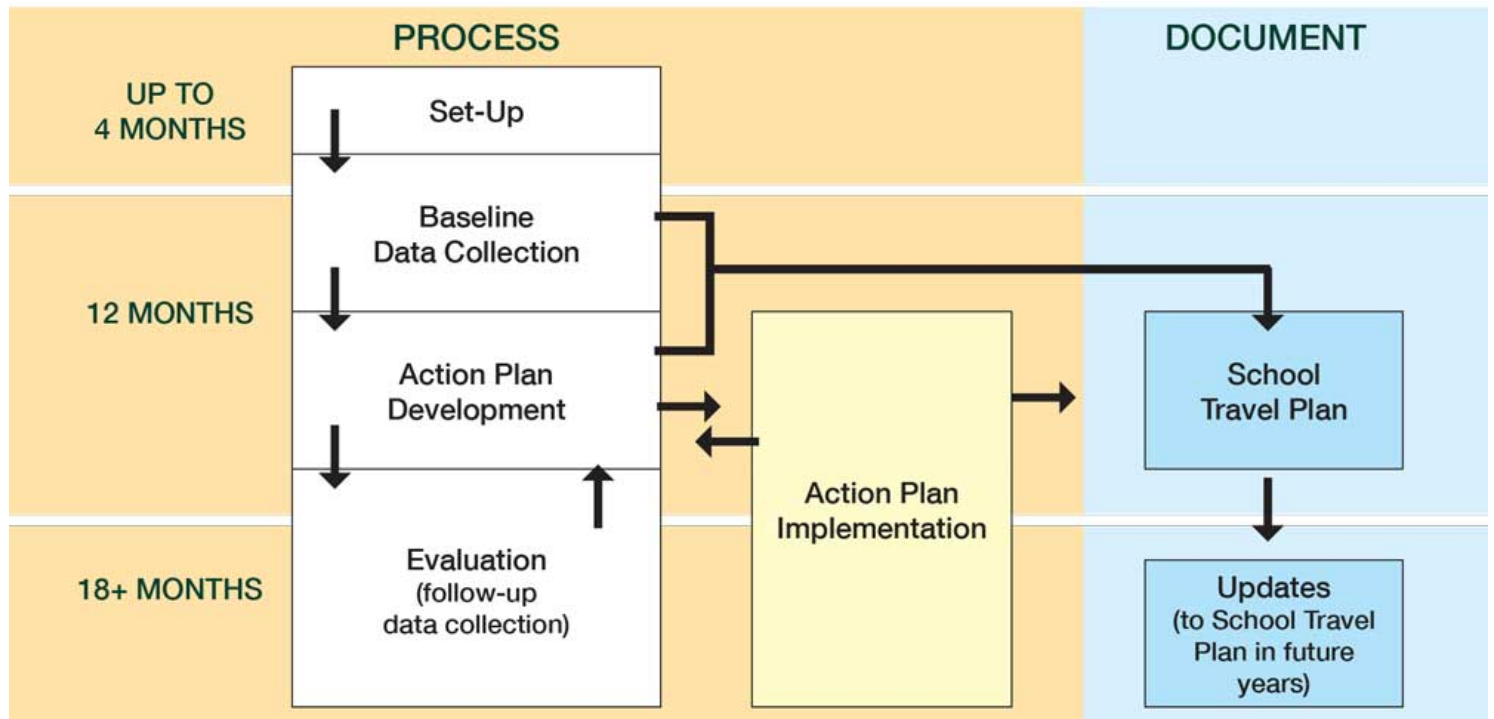 PROCESS
DOCUMENT
UP TO
4 MONTHS
Set-Up
Baseline
Data Collection
12 MONTHS
Action Plan
Development
School
Travel Plan
Action Plan
Implementation
18+ MONTHS
Evaluation
(follow-up
data collection)
Updates
(to School Travel
Plan in future
years)